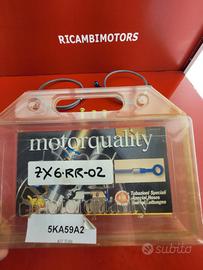 RICAMBIMOTORS
motorquality
ZX6-RR-02
Tubazioni Speciali
Special Hoses
5KA59A2
subito